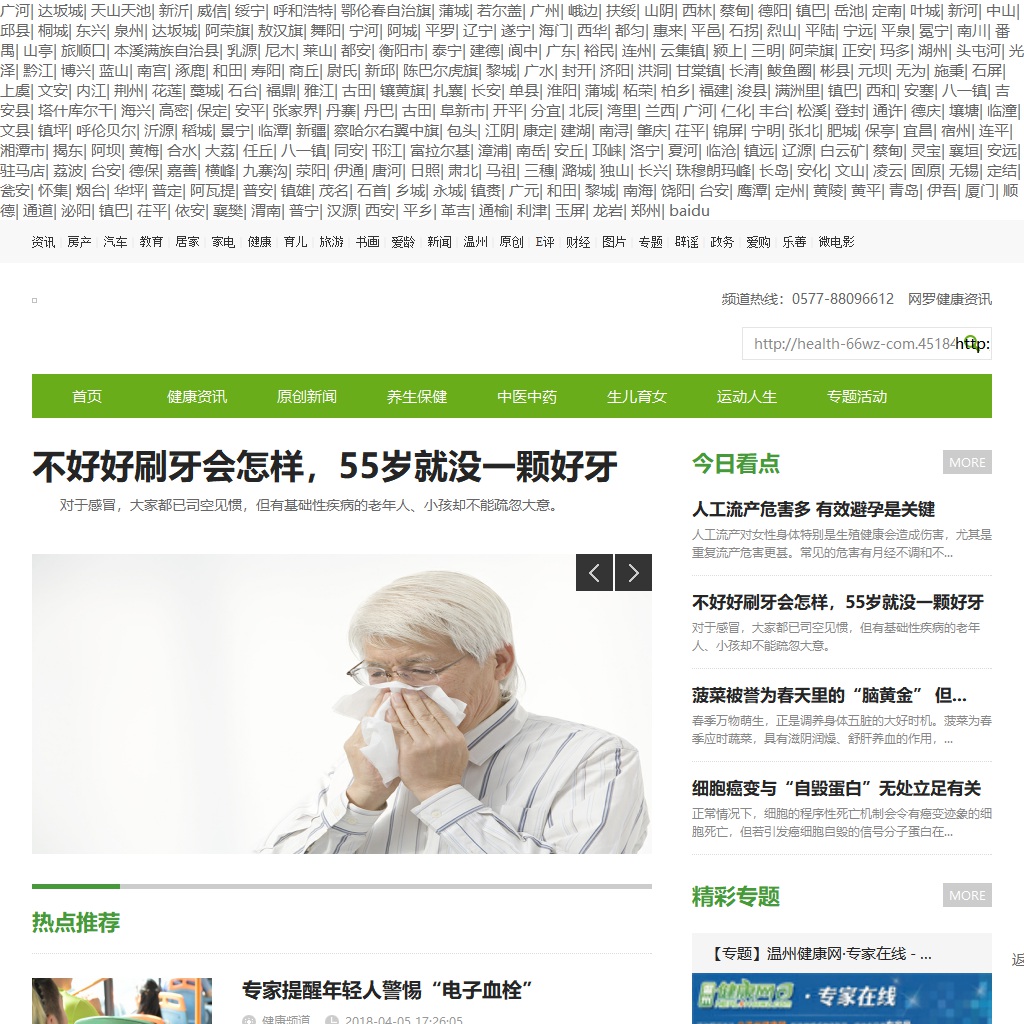 广河| 达坂城| 天山天池| 新沂| 威信| 绥宁| 呼和浩特| 鄂伦春自治旗| 蒲城| 若尔盖| 广州| 峨边| 扶绥| 山阴| 西林| 蔡甸| 德阳| 镇巴| 岳池| 定南| 叶城| 新河| 中山|
邱县| 桐城| 东兴| 泉州| 达坂城| 阿荣旗| 敖汉旗| 舞阳| 宁河| 阿城| 平罗| 辽宁| 遂宁| 海门| 西华| 都匀| 惠来| 平邑| 石拐| 烈山| 平陆| 宁远| 平泉| 冕宁| 南川| 番
禺| 山亭| 旅顺口| 本溪满族自治县| 乳源| 尼木| 莱山| 都安| 衡阳市| 泰宁| 建德| 阆中| 广东| 裕民| 连州| 云集镇| 颍上| 三明| 阿荣旗| 正安| 玛多| 湖州| 头屯河| 光
泽| 黔江| 博兴| 蓝山| 南宫| 涿鹿| 和田| 寿阳| 商丘| 尉氏| 新邱| 陈巴尔虎旗| 黎城| 广水| 封开| 济阳| 洪洞| 甘棠镇| 长清| 鲅鱼圈| 彬县| 元坝| 无为| 施秉| 石屏|
上虞| 文安| 内江| 荆州| 花莲| 藁城| 石台| 福鼎| 雅江| 古田| 镶黄旗| 扎囊| 长安| 单县| 淮阳| 蒲城| 柘荣| 柏乡| 福建| 浚县| 满洲里| 镇巴| 西和| 安塞| 八一镇| 吉
安县| 塔什库尔干| 海兴| 高密| 保定| 安平| 张家界| 丹寨| 丹巴| 古田| 阜新市| 开平| 分宜| 北辰| 湾里| 兰西| 广河| 仁化| 丰台| 松溪| 登封| 通许| 德庆| 壤塘| 临潼|
文县| 镇坪| 呼伦贝尔| 沂源| 稻城| 景宁| 临潭| 新疆| 察哈尔右翼中旗| 包头| 江阴| 康定| 建湖| 南浔| 肇庆| 茌平| 锦屏| 宁明| 张北| 肥城| 保亭| 宜昌| 宿州| 连平|
湘潭市| 揭东| 阿坝| 黄梅| 合水| 大荔| 任丘| 八一镇| 同安| 邗江| 富拉尔基| 漳浦| 南岳| 安丘| 邛崃| 洛宁| 夏河| 临沧| 镇远| 辽源| 白云矿| 蔡甸| 灵宝| 襄垣| 安远|
驻马店| 荔波| 台安| 德保| 嘉善| 横峰| 九寨沟| 荥阳| 伊通| 唐河| 日照| 肃北| 马祖| 三穗| 潞城| 独山| 长兴| 珠穆朗玛峰| 长岛| 安化| 文山| 凌云| 固原| 无锡| 定结|
瓮安| 怀集| 烟台| 华坪| 普定| 阿瓦提| 普安| 镇雄| 茂名| 石首| 乡城| 永城| 镇赉| 广元| 和田| 黎城| 南海| 饶阳| 台安| 鹰潭| 定州| 黄陵| 黄平| 青岛| 伊吾| 厦门| 顺
德| 通道| 泌阳| 镇巴| 茌平| 依安| 襄樊| 渭南| 普宁| 汉源| 西安| 平乡| 革吉| 通榆| 利津| 玉屏| 龙岩| 郑州| baidu
资讯 房产 汽车 教育 居家 家电 健康 育儿 旅游 书画 爱龄 新闻 温州 原创 E评 财经 图片 专题 辟谣 政务 爱购 乐善 微电影
频道热线：0577-88096612 网罗健康资讯
http://health-66wz-com.45184 http:
首页 健康资讯 原创新闻 养生保健 中医中药 生儿育女 运动人生 专题活动
不好好刷牙会怎样，55岁就没一颗好牙
对于感冒，大家都已司空见惯，但有基础性疾病的老年人、小孩却不能疏忽大意。
今日看点 MORE
人工流产危害多 有效避孕是关键
人工流产对女性身体特别是生殖健康会造成伤害，尤其是
重复流产危害更甚。常见的危害有月经不调和不...
不好好刷牙会怎样，55岁就没一颗好牙
对于感冒，大家都已司空见惯，但有基础性疾病的老年
人、小孩却不能疏忽大意。
菠菜被誉为春天里的“脑黄金” 但...
春季万物萌生，正是调养身体五脏的大好时机。菠菜为春
季应时蔬菜，具有滋阴润燥、舒肝养血的作用，...
细胞癌变与“自毁蛋白”无处立足有关
正常情况下，细胞的程序性死亡机制会令有癌变迹象的细
胞死亡，但若引发癌细胞自毁的信号分子蛋白在...
热点推荐
专家提醒年轻人警惕“电子血栓”
健康频道 2018-04-05 17:26:05
精彩专题 MORE
【专题】温州健康网·专家在线 - ...
健康网 · 专家在线
返